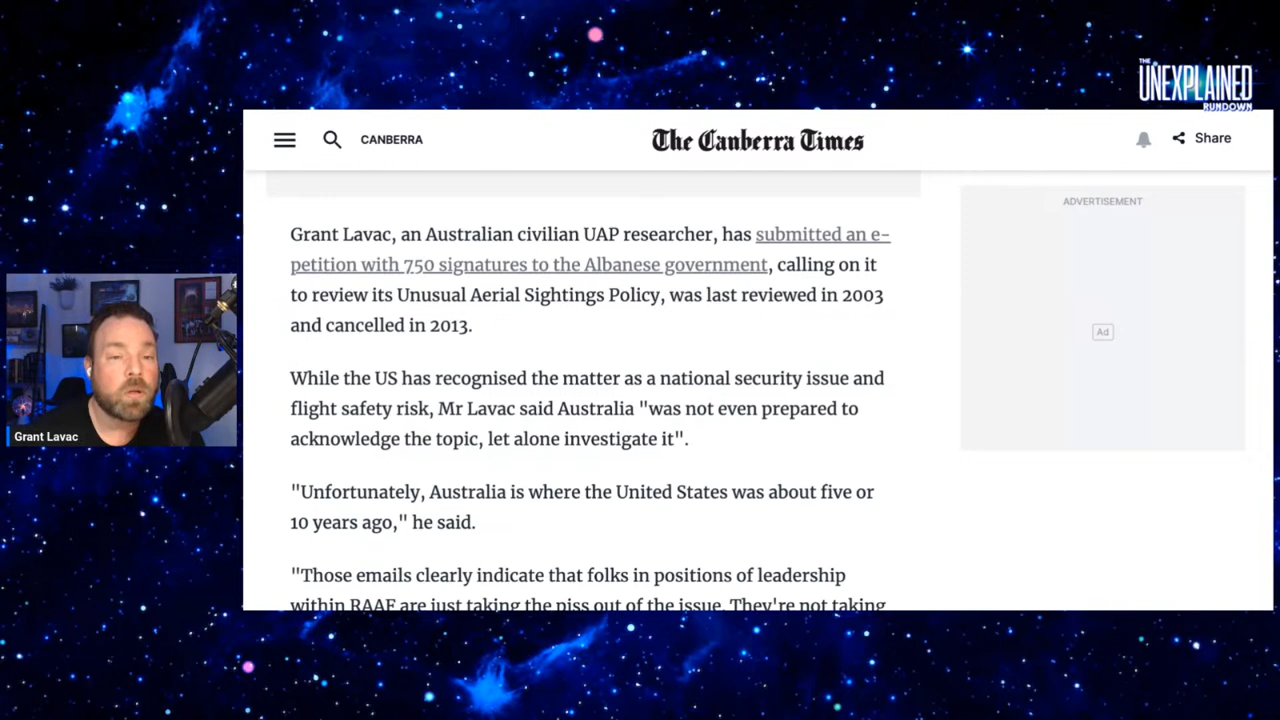 THE
UNEXPLAINED
RUNDOWN
CANBERRA
The Canberra Times
Share
ADVERTISEMENT
Ad
Grant Lavac, an Australian civilian UAP researcher, has submitted an e-
petition with 750 signatures to the Albanese government, calling on it
to review its Unusual Aerial Sightings Policy, was last reviewed in 2003
and cancelled in 2013.
While the US has recognised the matter as a national security issue and
flight safety risk, Mr Lavac said Australia "was not even prepared to
acknowledge the topic, let alone investigate it".
"Unfortunately, Australia is where the United States was about five or
10 years ago," he said.
"Those emails clearly indicate that folks in positions of leadership
within RAAF are just taking the piss out of the issue. They're not taking
Grant Lavac